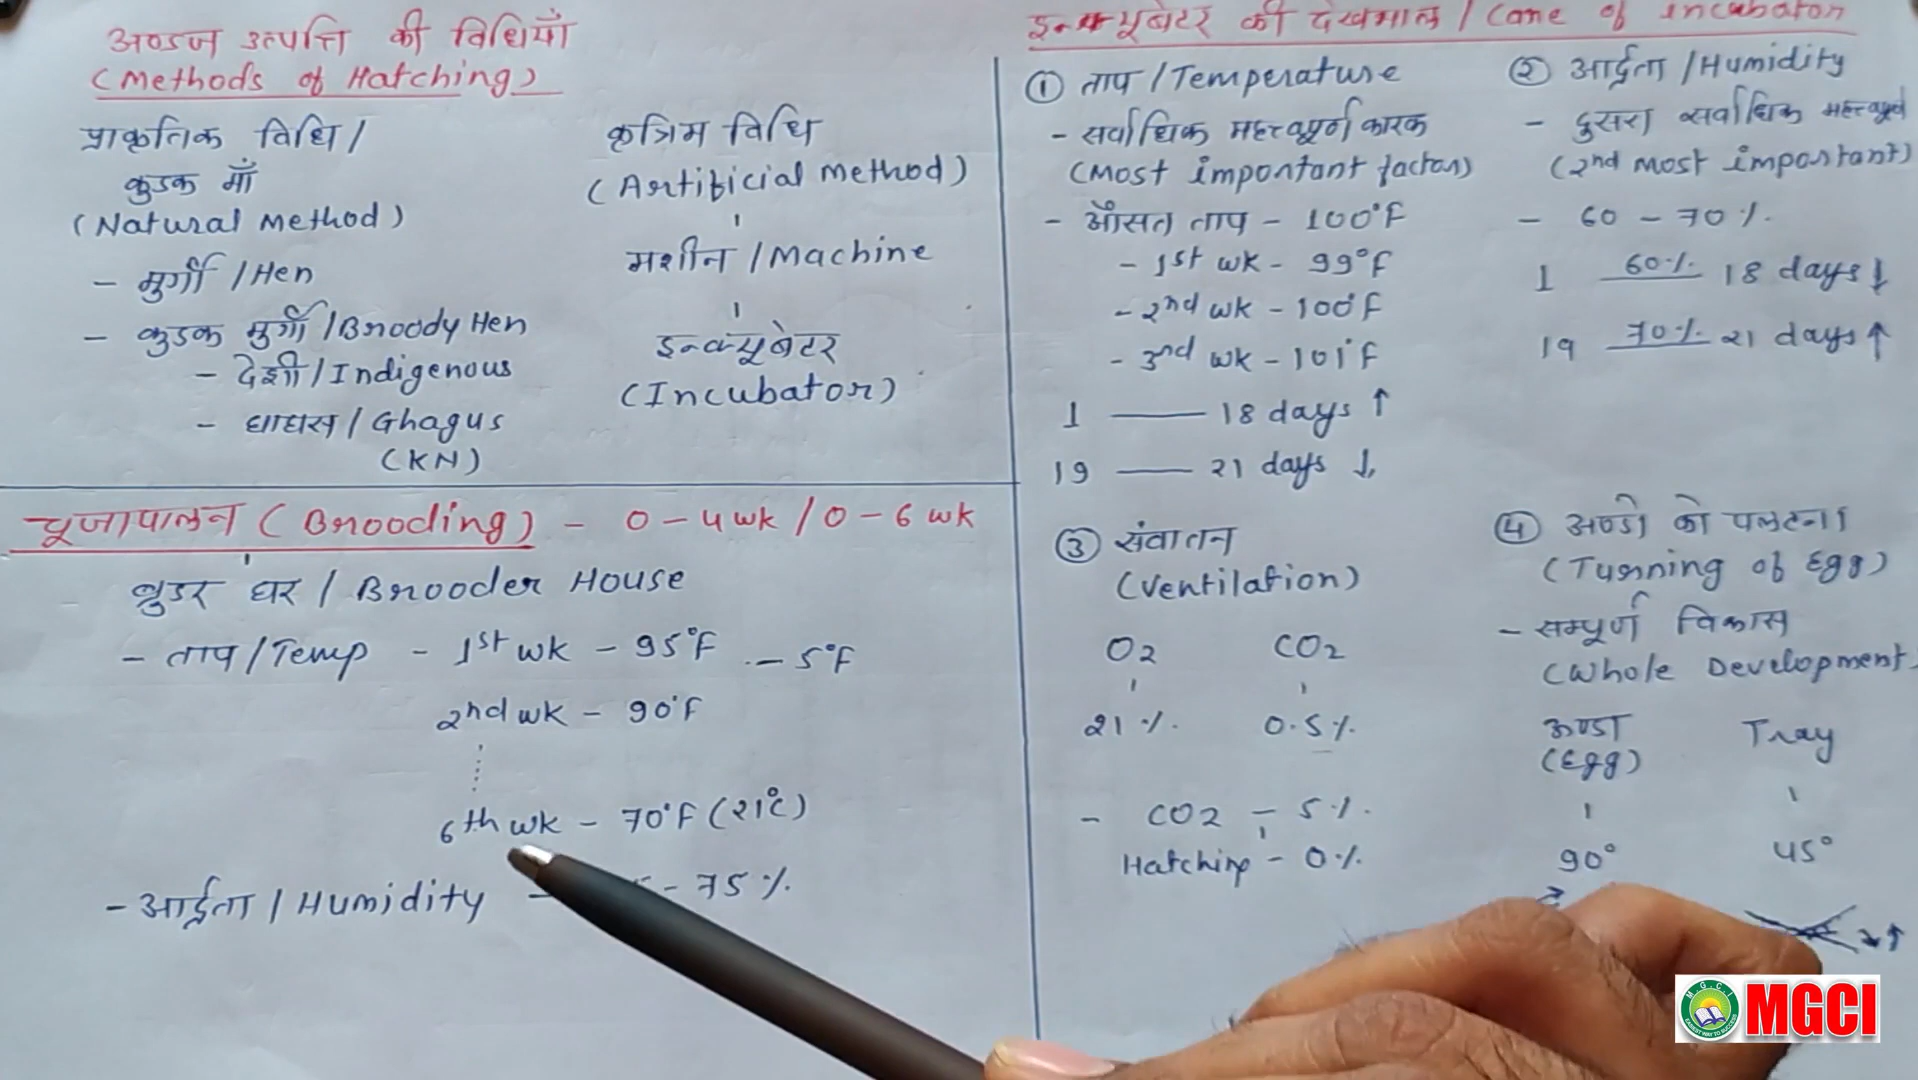 अण्डज उत्पत्ति की विधियाँ
(Methods of Hatching)
प्राकृतिक विधि /
कुडक माँ
(Natural Method)
- मुर्गी / Hen
- कुडक मुर्गी / Broody Hen
- देशी / Indigenous
- घाघस / Ghagus
(KN)
कृत्रिम विधि
(Artificial Method)
मशीन / Machine
इन्क्यूबेटर
(Incubator)
चूजापालन (Brooding) - 0 - 4 wk / 0 - 6 wk
ब्रुडर घर / Brooder House
- ताप / Temp - 1st wk - 95°F - 5°F
2nd wk - 90°F
6th wk - 70°F (21°C)
- आर्द्रता / Humidity - - 75 %
इन्क्यूबेटर की देखभाल / Care of incubator
① ताप / Temperature
- सर्वाधिक महत्वपूर्ण कारक
(Most important factor)
- औसत ताप - 100°F
- 1st wk - 99°F
- 2nd wk - 100°F
- 3rd wk - 101°F
1 — 18 days ↑
19 — 21 days ↓
② आर्द्रता / Humidity
- दुसरा सर्वाधिक महत्वपूर्ण
(2nd Most important)
- 60 - 70 %
1 60% 18 days ↓
19 70% 21 days ↑
③ संवातन
(Ventilation)
O2 CO2
21 % 0.5 %
- CO2 - 5 %
Hatching - 0 %
④ अण्डो को पलटना
(Turning of Egg)
- सम्पूर्ण विकास
(Whole Development
अण्डा Tray
(Egg)
90° 45°
M.G.C.I
MGCI